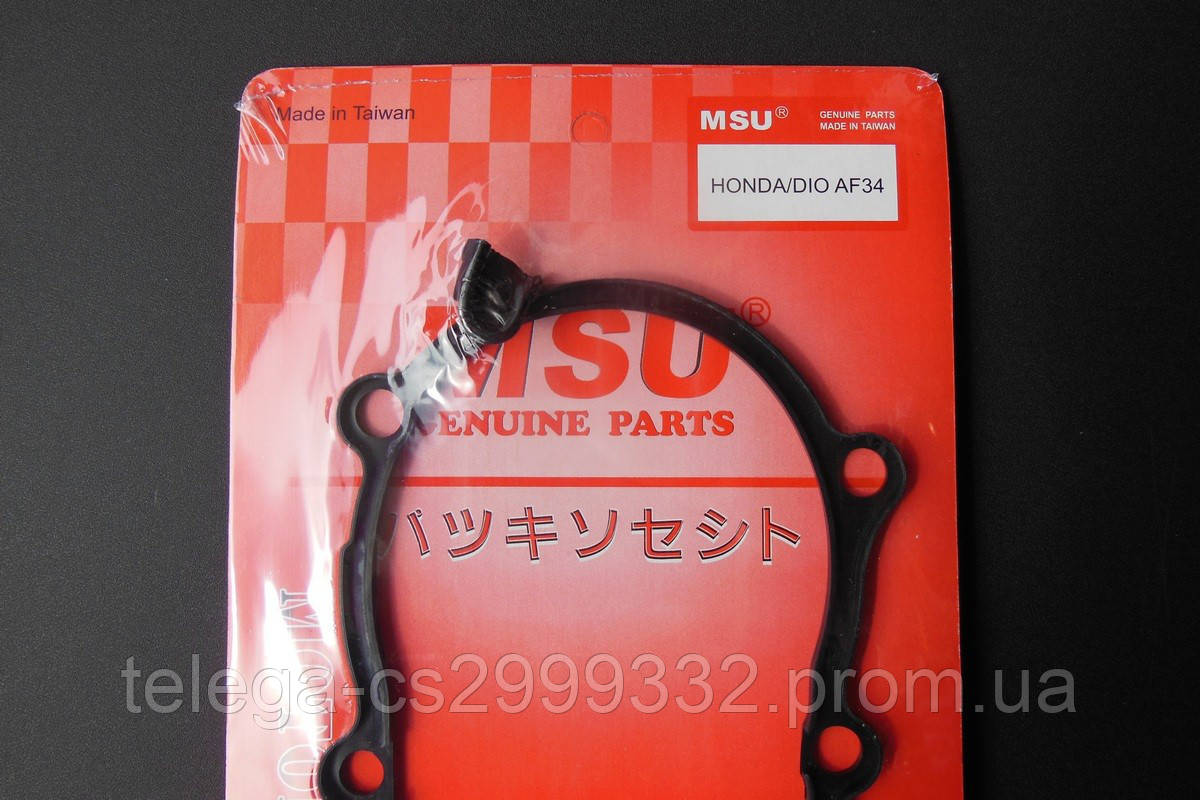 Made in Taiwan
MSU® GENUINE PARTS
MADE IN TAIWAN
HONDA/DIO AF34
MSU®
GENUINE PARTS
パツキソセシト
telega-cs2999332.prom.ua